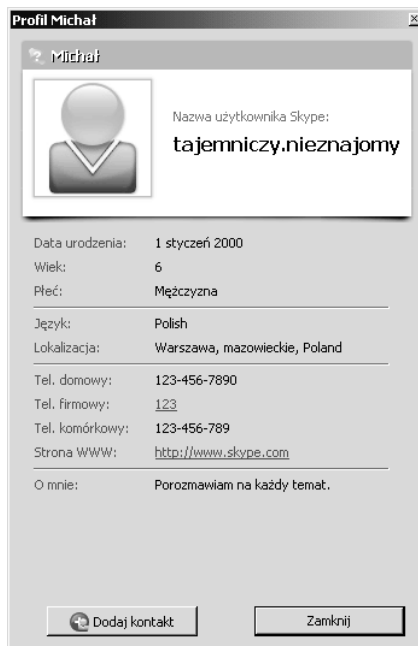 Profil Michał
Michał
Nazwa użytkownika Skype:
tajemniczy.nieznajomy
Data urodzenia: 1 styczeń 2000
Wiek: 6
Płeć: Mężczyzna
Język: Polish
Lokalizacja: Warszawa, mazowieckie, Poland
Tel. domowy: 123-456-7890
Tel. firmowy: 123
Tel. komórkowy: 123-456-789
Strona WWW: http://www.skype.com
O mnie: Porozmawiam na każdy temat.
Dodaj kontakt Zamknij